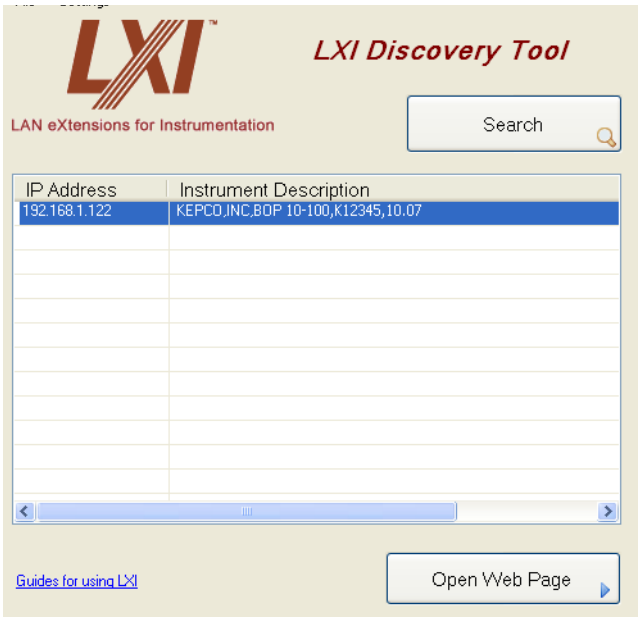 LXI™
LXI Discovery Tool
LAN eXtensions for Instrumentation
Search
IP Address Instrument Description
192.168.1.122 KEPCO,INC,BOP 10-100,K12345,10.07
Guides for using LXI
Open Web Page